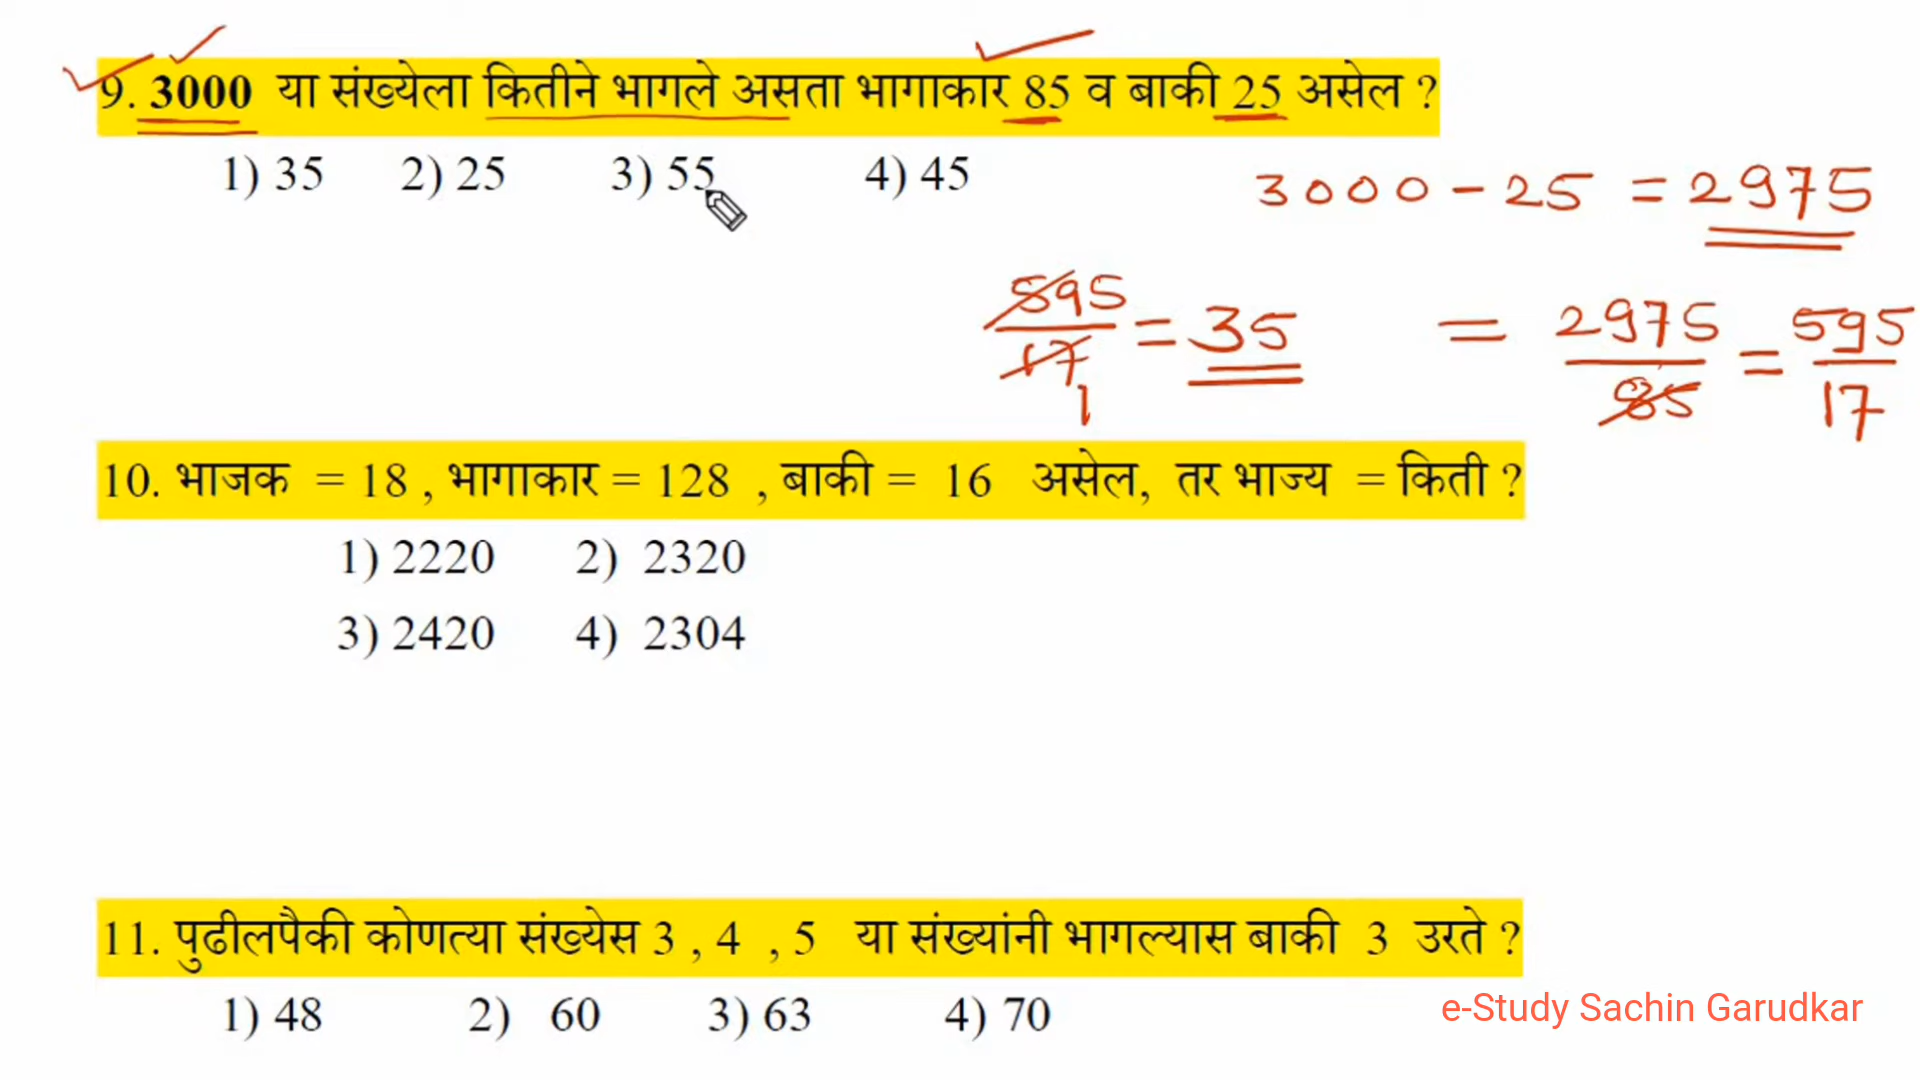 9. 3000 या संख्येला कितीने भागले असता भागाकार 85 व बाकी 25 असेल ?
1) 35 2) 25 3) 55 4) 45
3000 - 25 = 2975
595/17 = 35 = 2975/85 = 595/17
1
10. भाजक = 18 , भागाकार = 128 , बाकी = 16 असेल, तर भाज्य = किती ?
1) 2220 2) 2320
3) 2420 4) 2304
11. पुढीलपैकी कोणत्या संख्येस 3 , 4 , 5 या संख्यांनी भागल्यास बाकी 3 उरते ?
1) 48 2) 60 3) 63 4) 70
e-Study Sachin Garudkar